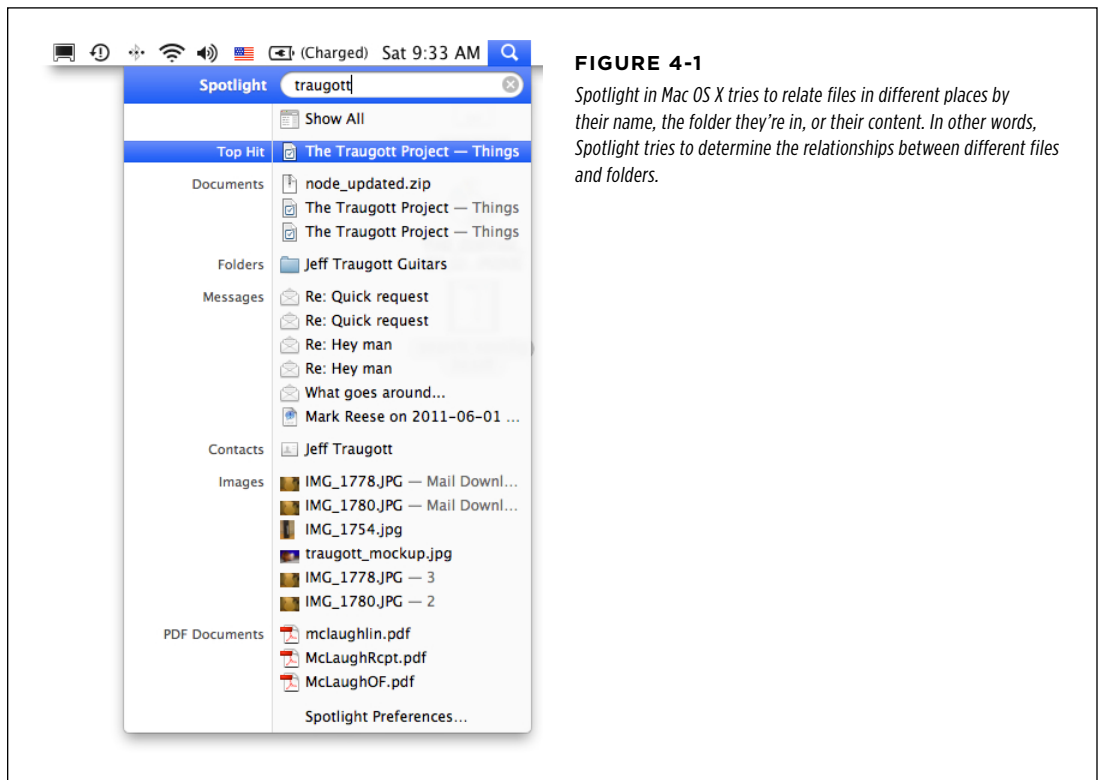 (Charged) Sat 9:33 AM
Spotlight traugott
Show All
Top Hit The Traugott Project — Things
Documents node_updated.zip
The Traugott Project — Things
The Traugott Project — Things
Folders Jeff Traugott Guitars
Messages Re: Quick request
Re: Quick request
Re: Hey man
Re: Hey man
What goes around...
Mark Reese on 2011-06-01 ...
Contacts Jeff Traugott
Images IMG_1778.JPG — Mail Downl...
IMG_1780.JPG — Mail Downl...
IMG_1754.jpg
traugott_mockup.jpg
IMG_1778.JPG — 3
IMG_1780.JPG — 2
PDF Documents mclaughlin.pdf
McLaughRcpt.pdf
McLaughOF.pdf
Spotlight Preferences...
FIGURE 4-1
Spotlight in Mac OS X tries to relate files in different places by
their name, the folder they're in, or their content. In other words,
Spotlight tries to determine the relationships between different files
and folders.